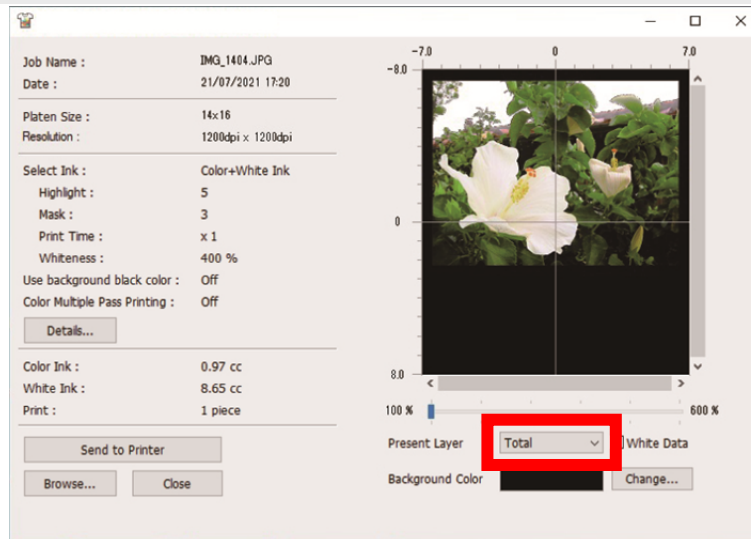 Job Name : IMG_1404.JPG
Date : 21/07/2021 17:20
Platen Size : 14x16
Resolution : 1200dpi x 1200dpi
Select Ink : Color+White Ink
Highlight : 5
Mask : 3
Print Time : x 1
Whiteness : 400 %
Use background black color : Off
Color Multiple Pass Printing : Off
Details...
Color Ink : 0.97 cc
White Ink : 8.65 cc
Print : 1 piece
Send to Printer
Browse... Close
-7.0 0 7.0
-8.0
0
8.0
100 % 600 %
Present Layer Total White Data
Background Color Change...